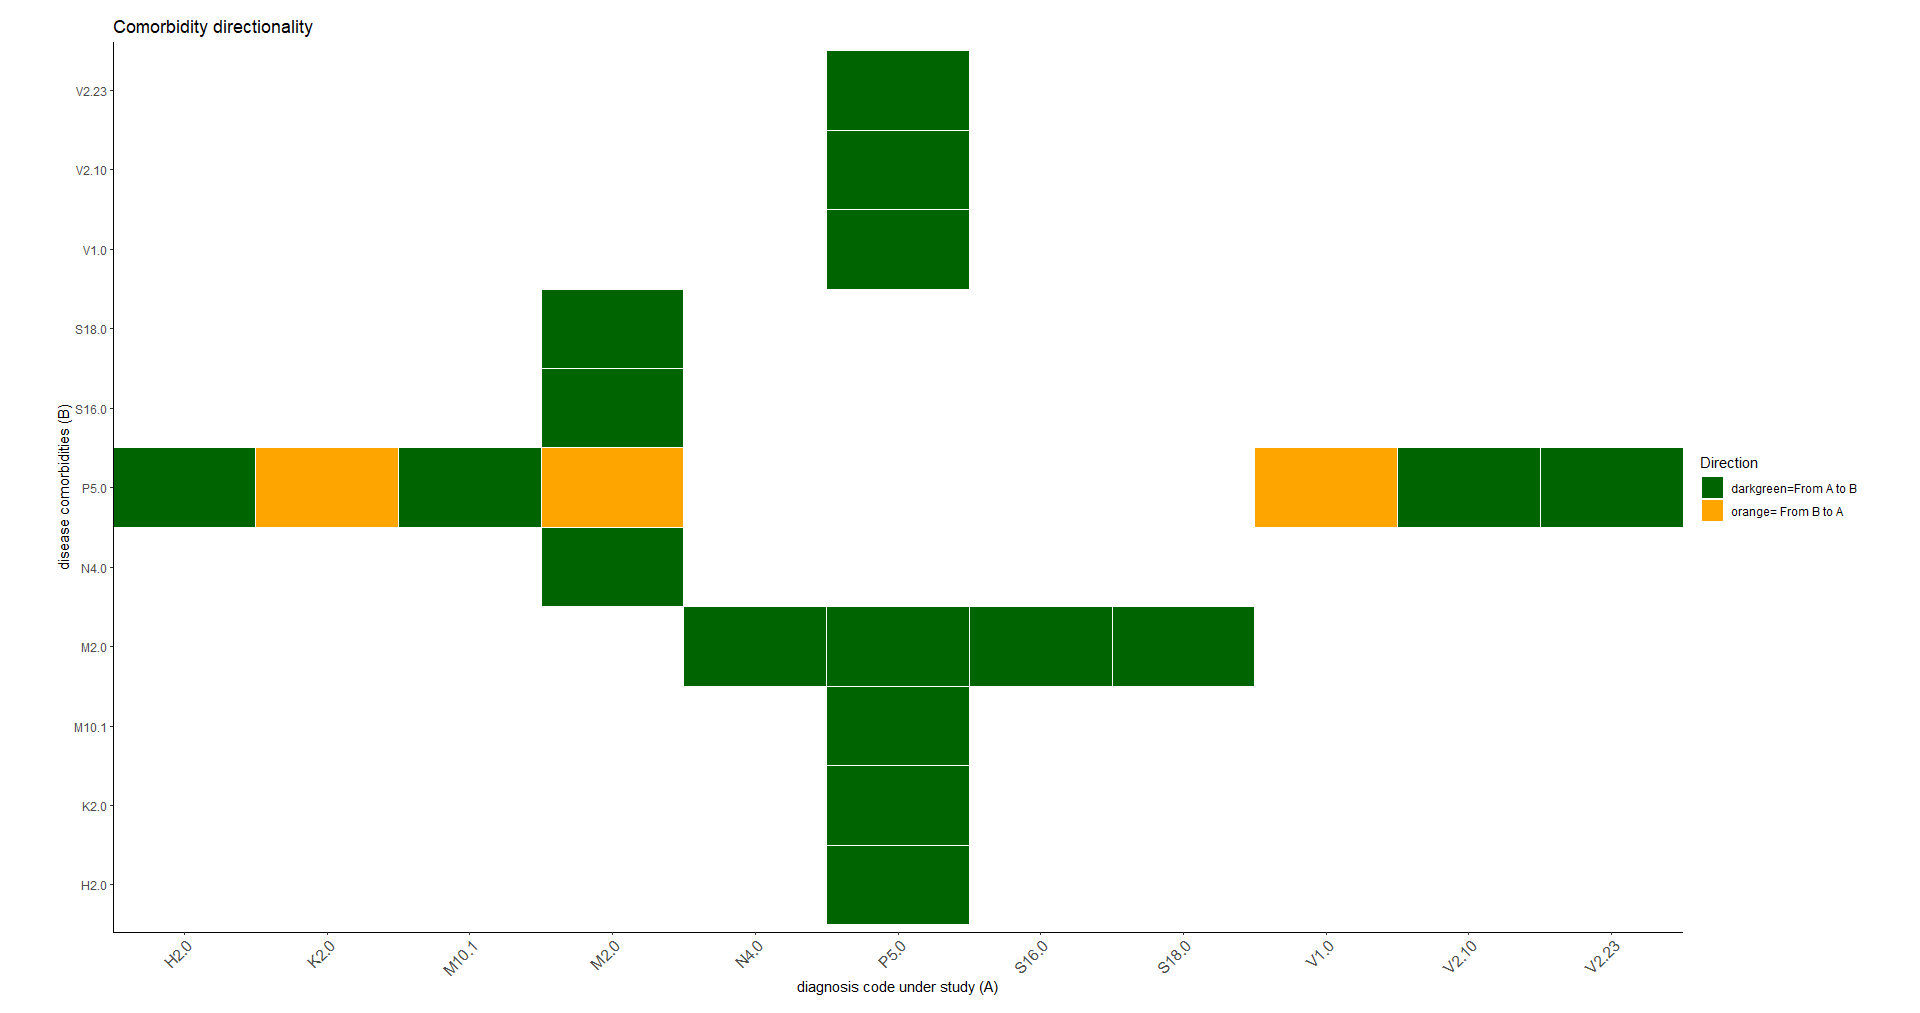 Comorbidity directionality
V2.23
V2.10
V1.0
S18.0
S16.0
P5.0
N4.0
M2.0
M10.1
K2.0
H2.0
disease comorbidities (B)
H2.0
K2.0
M10.1
M2.0
N4.0
P5.0
S16.0
S18.0
V1.0
V2.10
V2.23
diagnosis code under study (A)
Direction
darkgreen=From A to B
orange= From B to A